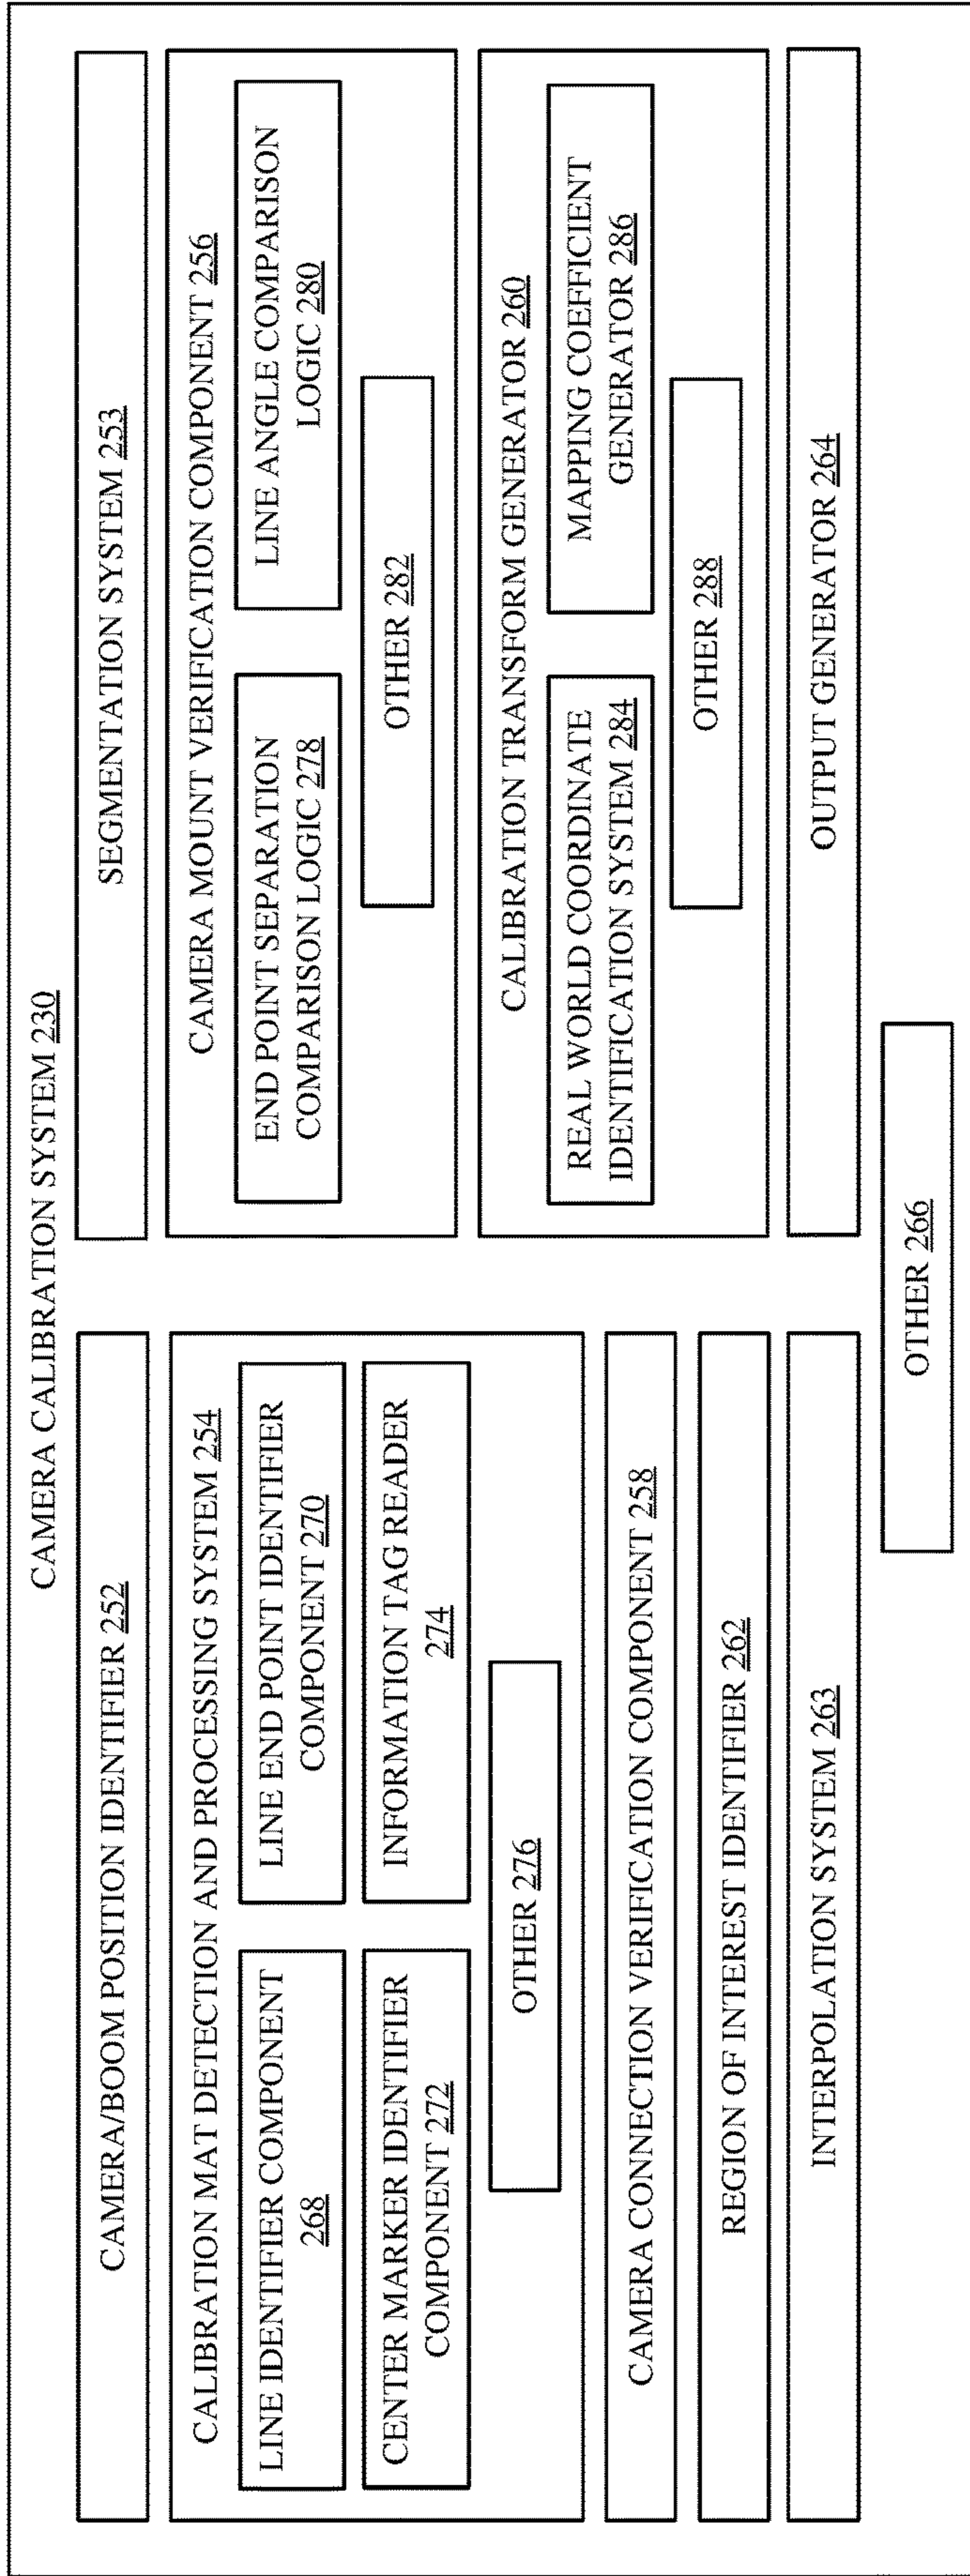 CAMERA CALIBRATION SYSTEM 230
CAMERA/BOOM POSITION IDENTIFIER 252
SEGMENTATION SYSTEM 253
CALIBRATION MAT DETECTION AND PROCESSING SYSTEM 254
LINE IDENTIFIER COMPONENT
268
LINE END POINT IDENTIFIER
COMPONENT 270
CENTER MARKER IDENTIFIER
COMPONENT 272
INFORMATION TAG READER
274
OTHER 276
CAMERA MOUNT VERIFICATION COMPONENT 256
END POINT SEPARATION
COMPARISON LOGIC 278
LINE ANGLE COMPARISON
LOGIC 280
OTHER 282
CAMERA CONNECTION VERIFICATION COMPONENT 258
CALIBRATION TRANSFORM GENERATOR 260
REAL WORLD COORDINATE
IDENTIFICATION SYSTEM 284
MAPPING COEFFICIENT
GENERATOR 286
OTHER 288
REGION OF INTEREST IDENTIFIER 262
INTERPOLATION SYSTEM 263
OUTPUT GENERATOR 264
OTHER 266